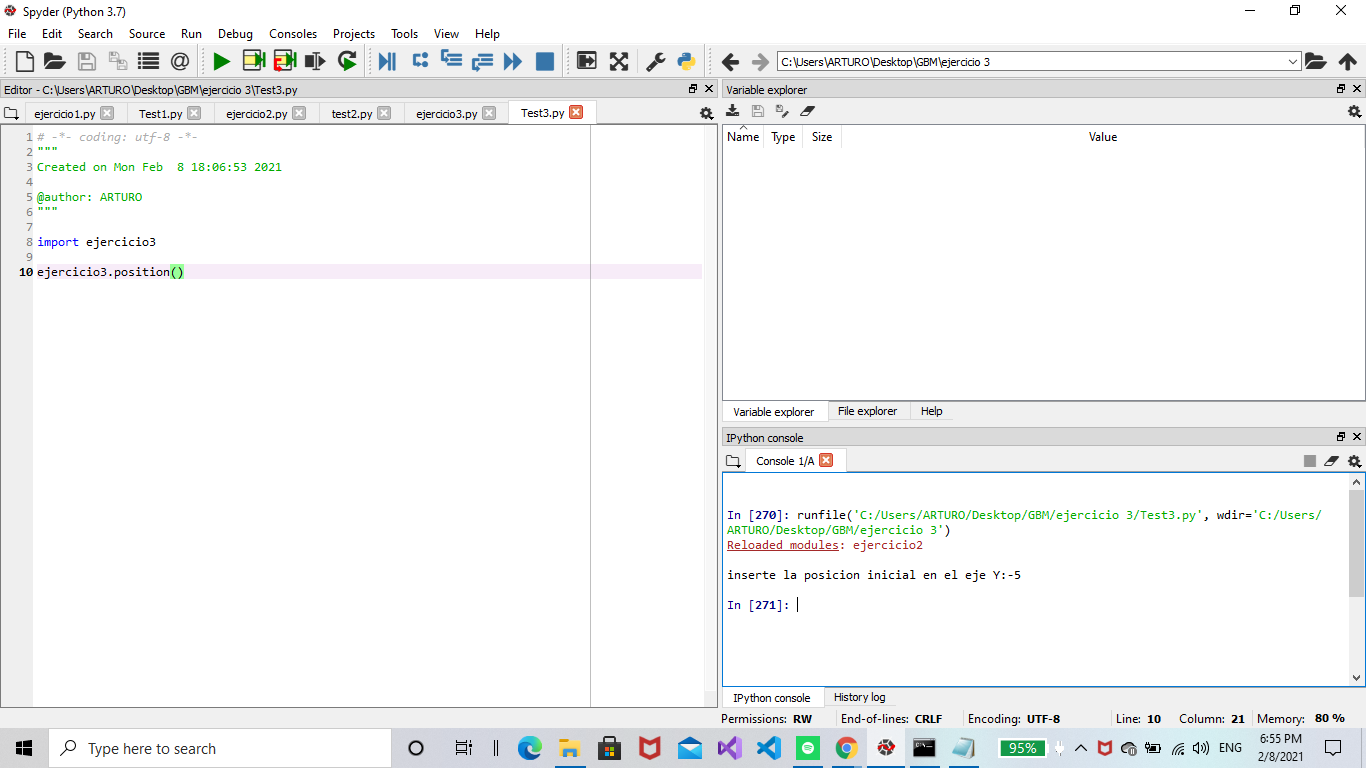 Spyder (Python 3.7)
File Edit Search Source Run Debug Consoles Projects Tools View Help
C:\Users\ARTURO\Desktop\GBM\ejercicio 3
Editor - C:\Users\ARTURO\Desktop\GBM\ejercicio 3\Test3.py
ejercicio1.py Test1.py ejercicio2.py test2.py ejercicio3.py Test3.py
1 # -*- coding: utf-8 -*-
2 """
3 Created on Mon Feb  8 18:06:53 2021
4
5 @author: ARTURO
6 """
7
8 import ejercicio3
9
10 ejercicio3.position()
Variable explorer
Name Type Size Value
Variable explorer File explorer Help
IPython console
Console 1/A
In [270]: runfile('C:/Users/ARTURO/Desktop/GBM/ejercicio 3/Test3.py', wdir='C:/Users/
ARTURO/Desktop/GBM/ejercicio 3')
Reloaded modules: ejercicio2
inserte la posicion inicial en el eje Y:-5
In [271]:
IPython console History log
Permissions: RW End-of-lines: CRLF Encoding: UTF-8 Line: 10 Column: 21 Memory: 80 %
Type here to search
95%
ENG
6:55 PM
2/8/2021